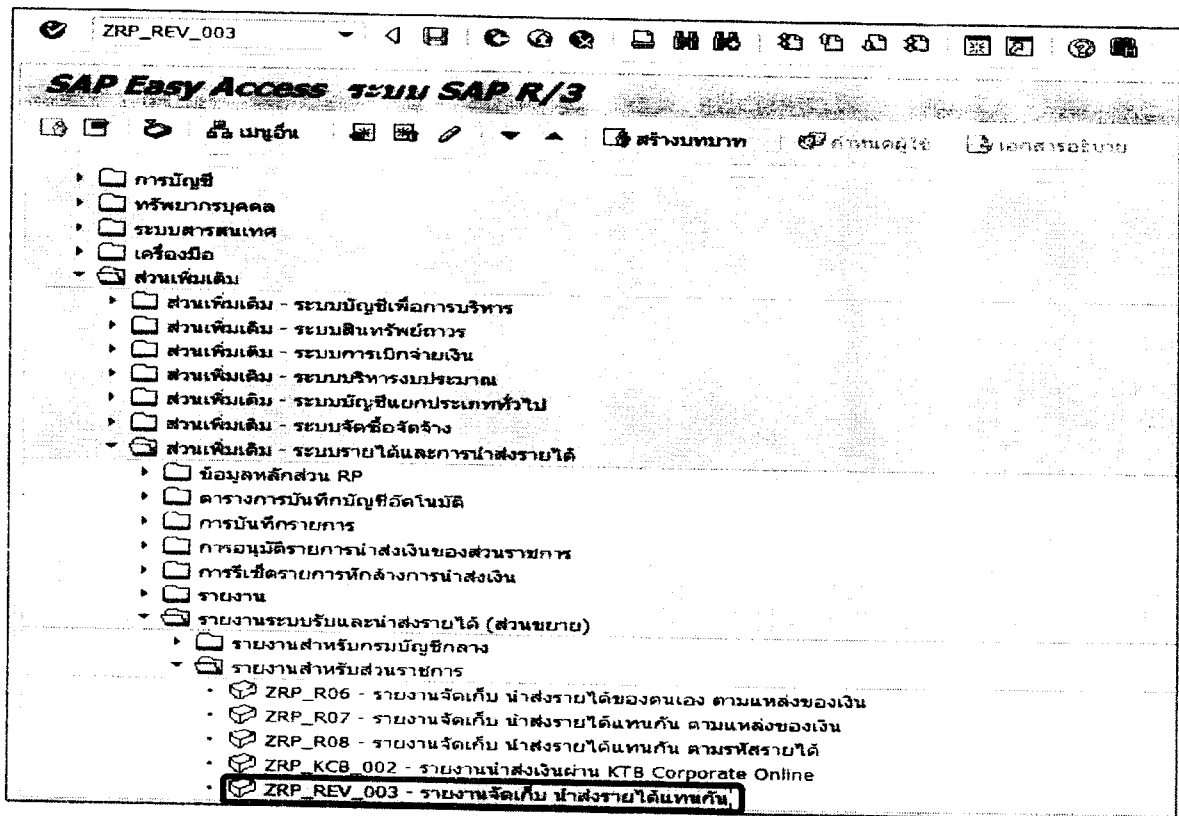 ZRP_REV_003
SAP Easy Access ระบบ SAP R/3
เมนูอื่น สร้างบทบาท กำหนดผู้ใช้ เอกสารอธิบาย
การบัญชี
ทรัพยากรบุคคล
ระบบสารสนเทศ
เครื่องมือ
ส่วนเพิ่มเติม
ส่วนเพิ่มเติม - ระบบบัญชีเพื่อการบริหาร
ส่วนเพิ่มเติม - ระบบสินทรัพย์ถาวร
ส่วนเพิ่มเติม - ระบบการเบิกจ่ายเงิน
ส่วนเพิ่มเติม - ระบบบริหารงบประมาณ
ส่วนเพิ่มเติม - ระบบบัญชีแยกประเภททั่วไป
ส่วนเพิ่มเติม - ระบบจัดซื้อจัดจ้าง
ส่วนเพิ่มเติม - ระบบรายได้และการนำส่งรายได้
ข้อมูลหลักส่วน RP
ตารางการบันทึกบัญชีอัตโนมัติ
การบันทึกรายการ
การอนุมัติรายการนำส่งเงินของส่วนราชการ
การรีเซ็ตรายการหักล้างการนำส่งเงิน
รายงาน
รายงานระบบรับและนำส่งรายได้ (ส่วนขยาย)
รายงานสำหรับกรมบัญชีกลาง
รายงานสำหรับส่วนราชการ
ZRP_R06 - รายงานจัดเก็บ นำส่งรายได้ของตนเอง ตามแหล่งของเงิน
ZRP_R07 - รายงานจัดเก็บ นำส่งรายได้แทนกัน ตามแหล่งของเงิน
ZRP_R08 - รายงานจัดเก็บ นำส่งรายได้แทนกัน ตามรหัสรายได้
ZRP_KCB_002 - รายงานนำส่งเงินผ่าน KTB Corporate Online
ZRP_REV_003 - รายงานจัดเก็บ นำส่งรายได้แทนกัน